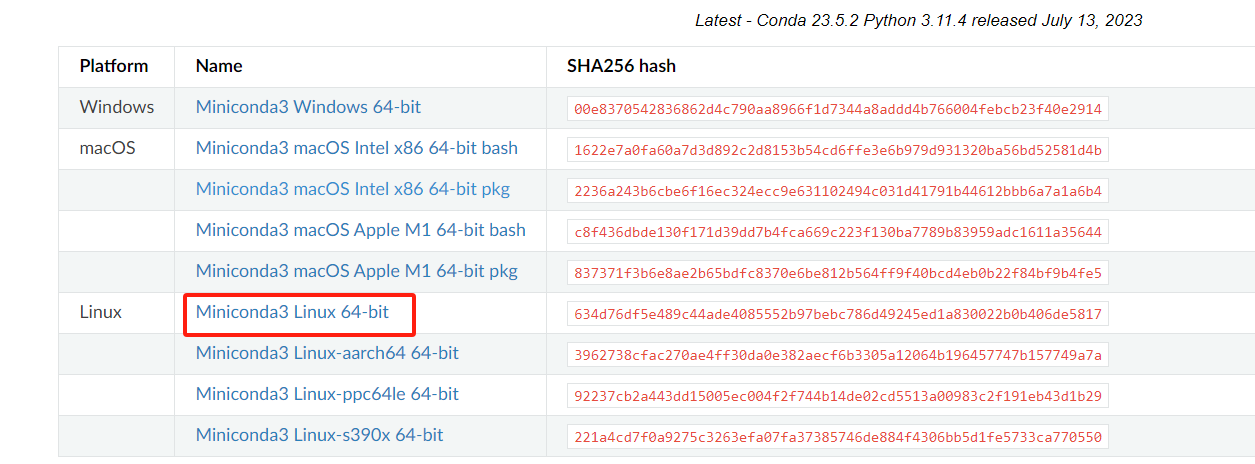 Latest - Conda 23.5.2 Python 3.11.4 released July 13, 2023
Platform Name SHA256 hash
Windows Miniconda3 Windows 64-bit 00e8370542836862d4c790aa8966f1d7344a8addd4b766004febcb23f40e2914
macOS Miniconda3 macOS Intel x86 64-bit bash 1622e7a0fa60a7d3d892c2d8153b54cd6ffe3e6b979d931320ba56bd52581d4b
Miniconda3 macOS Intel x86 64-bit pkg 2236a243b6cbe6f16ec324ecc9e631102494c031d41791b44612bbb6a7a1a6b4
Miniconda3 macOS Apple M1 64-bit bash c8f436dbde130f171d39dd7b4fca669c223f130ba7789b83959adc1611a35644
Miniconda3 macOS Apple M1 64-bit pkg 837371f3b6e8ae2b65bdfc8370e6be812b564ff9f40bcd4eb0b22f84bf9b4fe5
Linux Miniconda3 Linux 64-bit 634d76df5e489c44ade4085552b97bebc786d49245ed1a830022b0b406de5817
Miniconda3 Linux-aarch64 64-bit 3962738cfac270ae4ff30da0e382aecf6b3305a12064b196457747b157749a7a
Miniconda3 Linux-ppc64le 64-bit 92237cb2a443dd15005ec004f2f744b14de02cd5513a00983c2f191eb43d1b29
Miniconda3 Linux-s390x 64-bit 221a4cd7f0a9275c3263efa07fa37385746de884f4306bb5d1fe5733ca770550